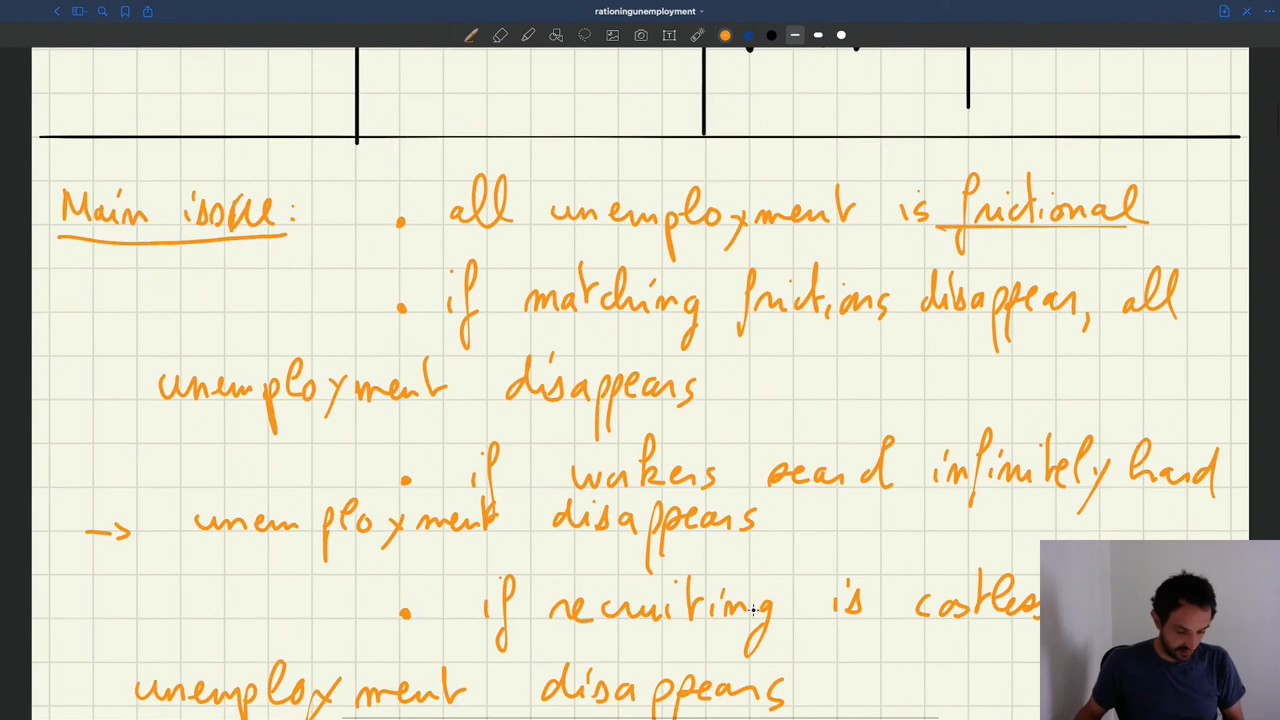 rationingunemployment
Main issue: • all unemployment is frictional
• if matching frictions disappear, all
unemployment disappears
• if workers search infinitely hard
→ unemployment disappears
• if recruiting is costless
unemployment disappears